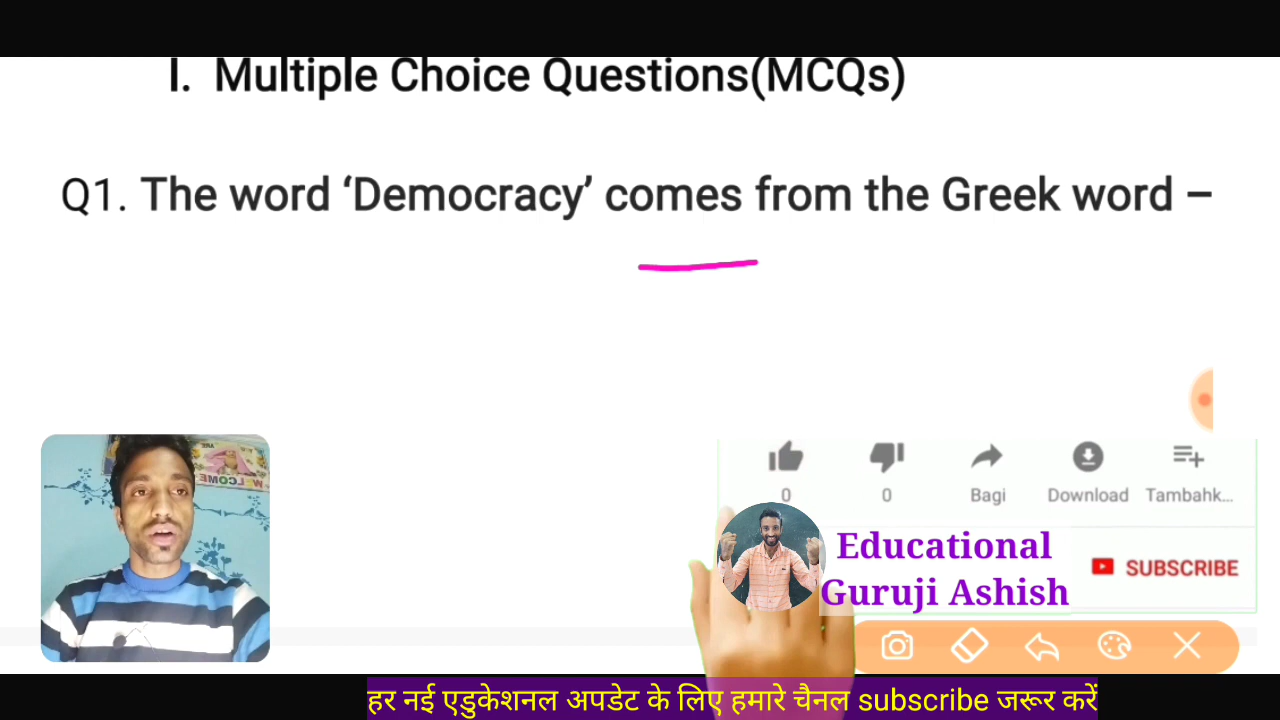 I. Multiple Choice Questions(MCQs)
Q1. The word ‘Democracy’ comes from the Greek word –
WELCOME
0
0
Bagi
Download
Tambahk...
Educational
Guruji Ashish
SUBSCRIBE
हर नई एडुकेशनल अपडेट के लिए हमारे चैनल subscribe जरूर करें